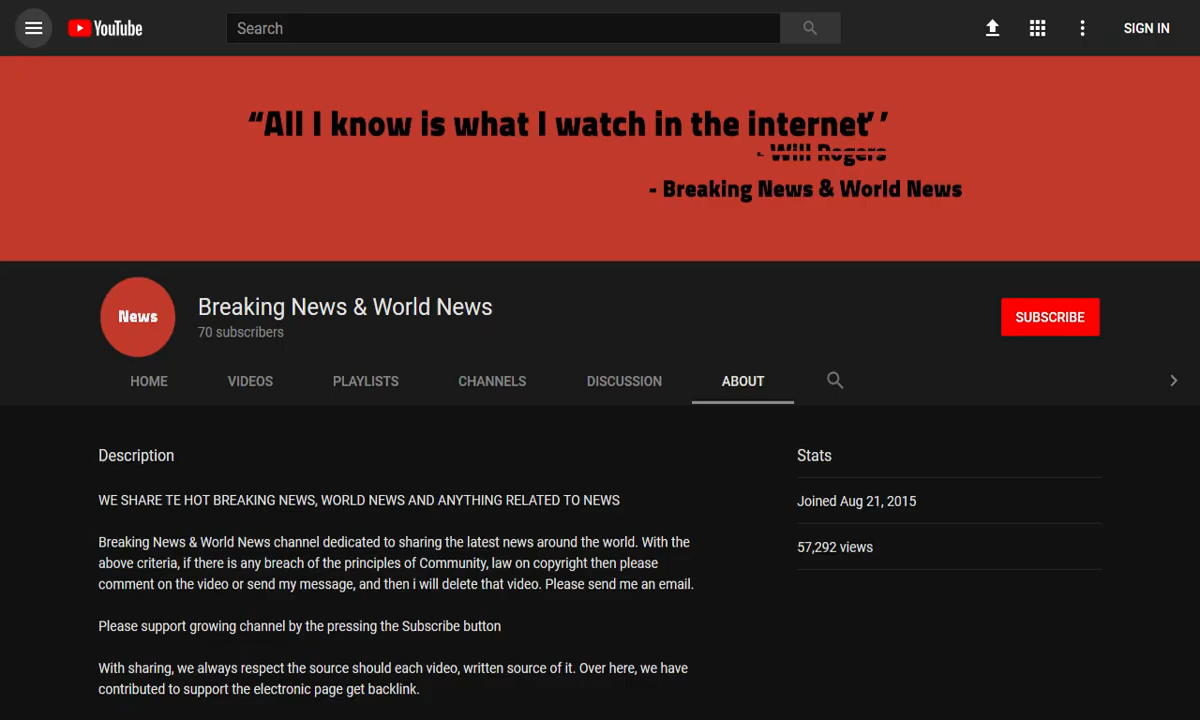 YouTube
Search
SIGN IN
“All I know is what I watch in the internet’’
- Will Rogers
- Breaking News & World News
News
Breaking News & World News
70 subscribers
SUBSCRIBE
HOME
VIDEOS
PLAYLISTS
CHANNELS
DISCUSSION
ABOUT
Description
WE SHARE TE HOT BREAKING NEWS, WORLD NEWS AND ANYTHING RELATED TO NEWS
Breaking News & World News channel dedicated to sharing the latest news around the world. With the
above criteria, if there is any breach of the principles of Community, law on copyright then please
comment on the video or send my message, and then i will delete that video. Please send me an email.
Please support growing channel by the pressing the Subscribe button
With sharing, we always respect the source should each video, written source of it. Over here, we have
contributed to support the electronic page get backlink.
Stats
Joined Aug 21, 2015
57,292 views